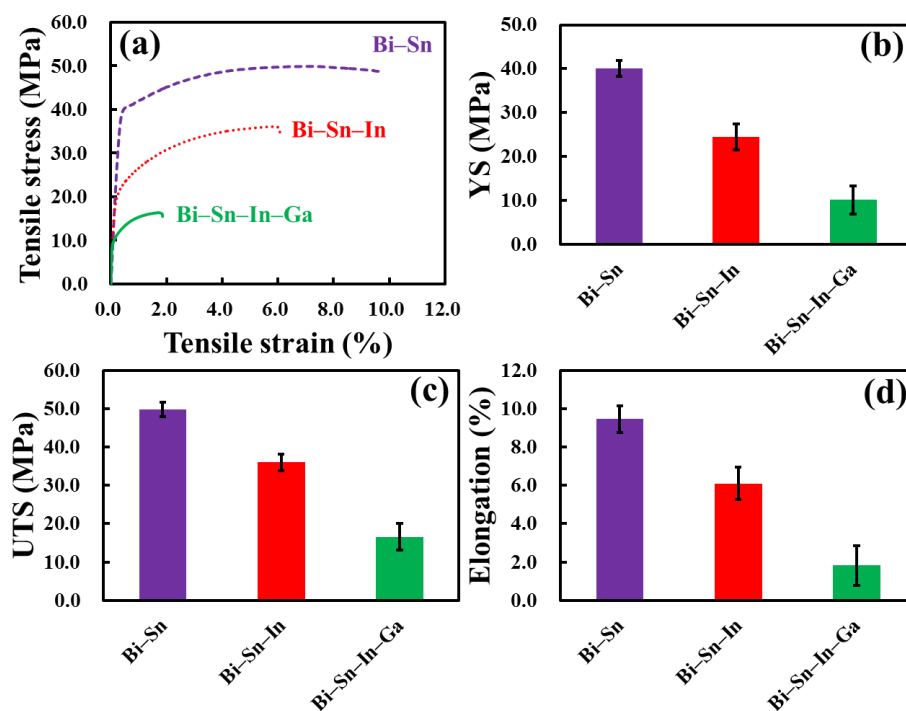 60.0
50.0
40.0
30.0
20.0
10.0
0.0
Tensile stress (MPa)
(a)
Bi–Sn
Bi–Sn–In
Bi–Sn–In–Ga
0.0 2.0 4.0 6.0 8.0 10.0 12.0
Tensile strain (%)
40.0
30.0
20.0
10.0
0.0
50.0
YS (MPa)
(b)
Bi–Sn
Bi–Sn–In
Bi–Sn-In-Ga
60.0
50.0
40.0
30.0
20.0
10.0
0.0
UTS (MPa)
(c)
Bi–Sn
Bi–Sn–In
Bi–Sn-In-Ga
12.0
10.0
8.0
6.0
4.0
2.0
0.0
Elongation (%)
(d)
Bi–Sn
Bi–Sn-In
Bi–Sn-In-Ga